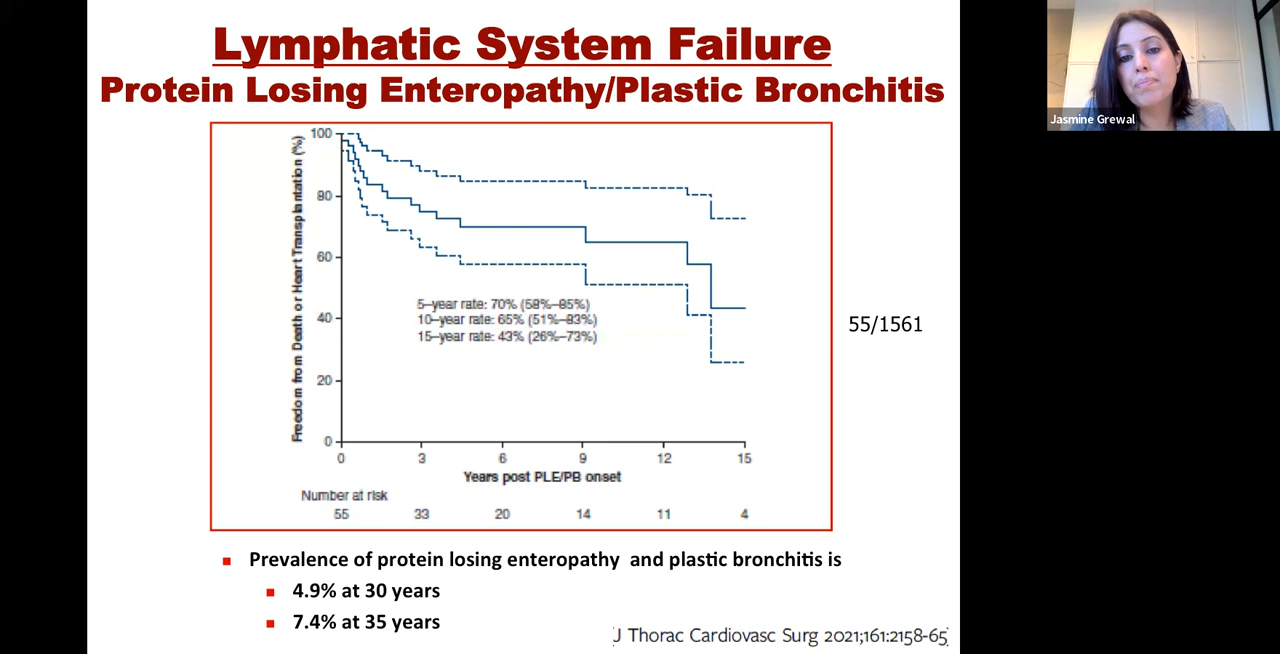 Lymphatic System Failure
Protein Losing Enteropathy/Plastic Bronchitis
Jasmine Grewal
Freedom from Death or Heart Transplantation (%)
100
80
60
40
20
0
5–year rate: 70% (58%–85%)
10–year rate: 65% (51%–83%)
15–year rate: 43% (26%–73%)
0 3 6 9 12 15
Years post PLE/PB onset
Number at risk
55 33 20 14 11 4
55/1561
Prevalence of protein losing enteropathy and plastic bronchitis is
4.9% at 30 years
7.4% at 35 years
J Thorac Cardiovasc Surg 2021;161:2158-65